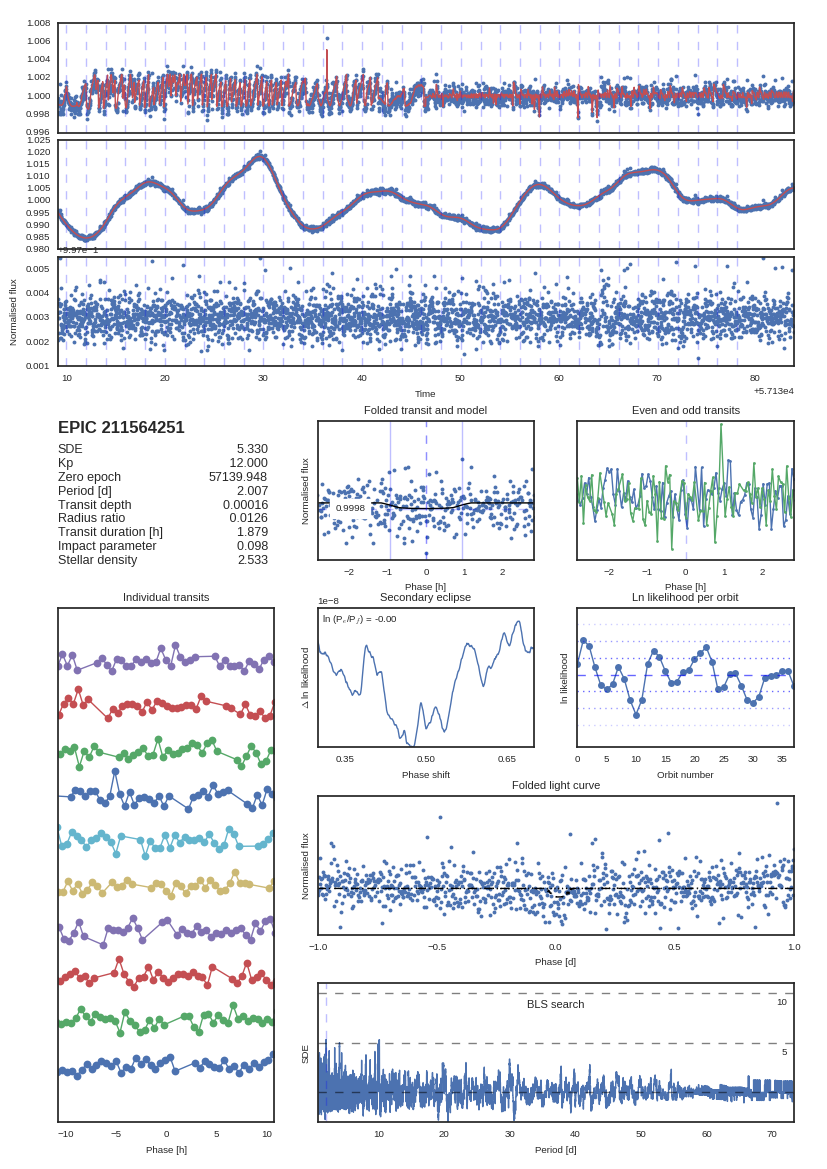 1.008
1.006
1.004
1.002
1.000
0.998
0.996
1.025
1.020
1.015
1.010
1.005
1.000
0.995
0.990
0.985
0.980
0.005
0.004
0.003
0.002
0.001
Normalised flux
10 20 30 40 50 60 70 80
Time
+5.713e4
EPIC 211564251
SDE 5.330
Kp 12.000
Zero epoch 57139.948
Period [d] 2.007
Transit depth 0.00016
Radius ratio 0.0126
Transit duration [h] 1.879
Impact parameter 0.098
Stellar density 2.533
Folded transit and model
Normalised flux
0.9998
−2 −1 0 1 2
Phase [h]
Even and odd transits
−2 −1 0 1 2
Phase [h]
Individual transits
−10 −5 0 5 10
Phase [h]
Secondary eclipse
1e−8
ln (Pₑ/P𝑓) = -0.00
Δ ln likelihood
0.35 0.50 0.65
Phase shift
Ln likelihood per orbit
ln likelihood
0 5 10 15 20 25 30 35
Orbit number
Folded light curve
Normalised flux
−1.0 −0.5 0.0 0.5 1.0
Phase [d]
BLS search
10
5
SDE
10 20 30 40 50 60 70
Period [d]